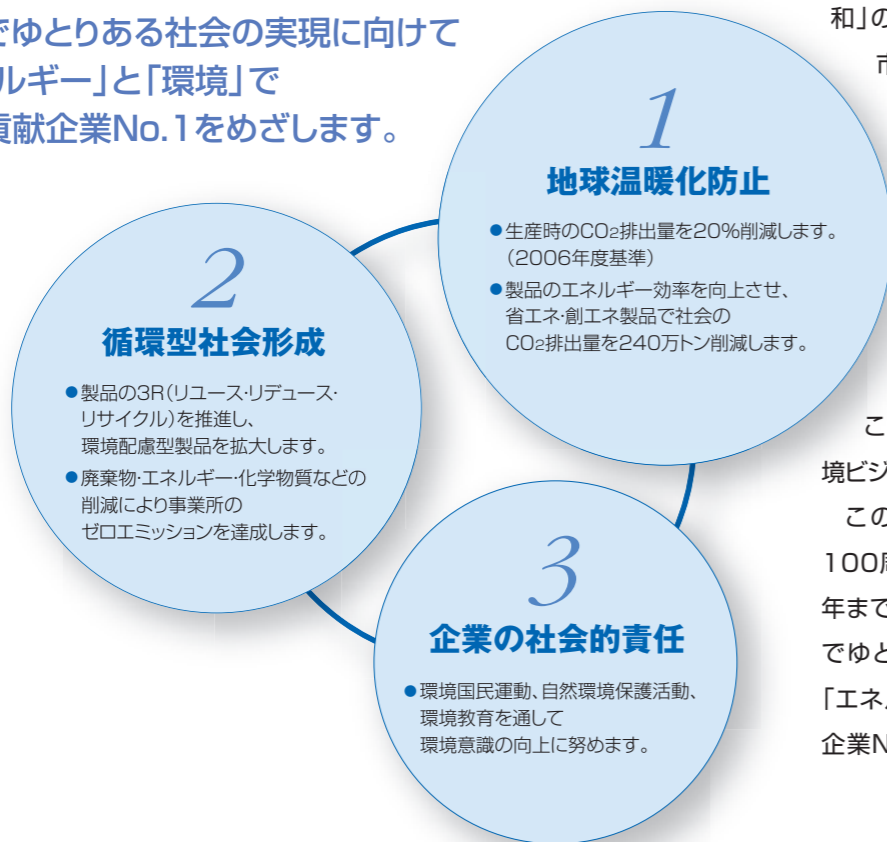 でゆとりある社会の実現に向けて
ルギー」と「環境」で
貢献企業No.1をめざします。
1
地球温暖化防止
●生産時のCO2排出量を20%削減します。
（2006年度基準）
●製品のエネルギー効率を向上させ、
省エネ・創エネ製品で社会の
CO2排出量を240万トン削減します。
2
循環型社会形成
●製品の3R（リユース・リデュース・
リサイクル）を推進し、
環境配慮型製品を拡大します。
●廃棄物・エネルギー・化学物質などの
削減により事業所の
ゼロエミッションを達成します。
3
企業の社会的責任
●環境国民運動、自然環境保護活動、
環境教育を通して
環境意識の向上に努めます。
和」の
こ
境ビジ
この
100周
年まで
でゆと
「エネル
企業N